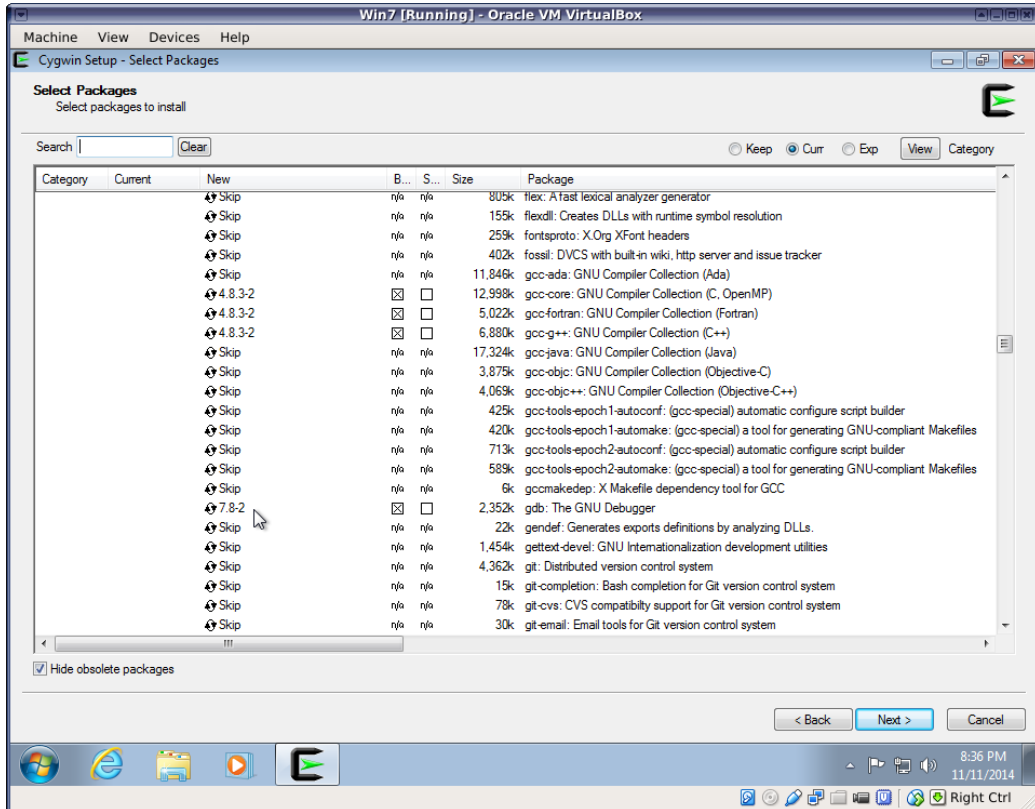 Win7 [Running] - Oracle VM VirtualBox
Machine View Devices Help
Cygwin Setup - Select Packages
Select Packages
Select packages to install
Search Clear Keep Curr Exp View Category
Category Current New B... S... Size Package
Skip n/a n/a 805k flex: A fast lexical analyzer generator
Skip n/a n/a 155k flexdll: Creates DLLs with runtime symbol resolution
Skip n/a n/a 259k fontsproto: X.Org XFont headers
Skip n/a n/a 402k fossil: DVCS with built-in wiki, http server and issue tracker
Skip n/a n/a 11,846k gcc-ada: GNU Compiler Collection (Ada)
4.8.3-2 12,998k gcc-core: GNU Compiler Collection (C, OpenMP)
4.8.3-2 5,022k gcc-fortran: GNU Compiler Collection (Fortran)
4.8.3-2 6,880k gcc-g++: GNU Compiler Collection (C++)
Skip n/a n/a 17,324k gcc-java: GNU Compiler Collection (Java)
Skip n/a n/a 3,875k gcc-objc: GNU Compiler Collection (Objective-C)
Skip n/a n/a 4,069k gcc-objc++: GNU Compiler Collection (Objective-C++)
Skip n/a n/a 425k gcc-tools-epoch1-autoconf: (gcc-special) automatic configure script builder
Skip n/a n/a 420k gcc-tools-epoch1-automake: (gcc-special) a tool for generating GNU-compliant Makefiles
Skip n/a n/a 713k gcc-tools-epoch2-autoconf: (gcc-special) automatic configure script builder
Skip n/a n/a 589k gcc-tools-epoch2-automake: (gcc-special) a tool for generating GNU-compliant Makefiles
Skip n/a n/a 6k gccmakedep: X Makefile dependency tool for GCC
7.8-2 2,352k gdb: The GNU Debugger
Skip n/a n/a 22k gendef: Generates exports definitions by analyzing DLLs.
Skip n/a n/a 1,454k gettext-devel: GNU Internationalization development utilities
Skip n/a n/a 4,362k git: Distributed version control system
Skip n/a n/a 15k git-completion: Bash completion for Git version control system
Skip n/a n/a 78k git-cvs: CVS compatibilty support for Git version control system
Skip n/a n/a 30k git-email: Email tools for Git version control system
Hide obsolete packages
< Back Next > Cancel
8:36 PM
11/11/2014
Right Ctrl